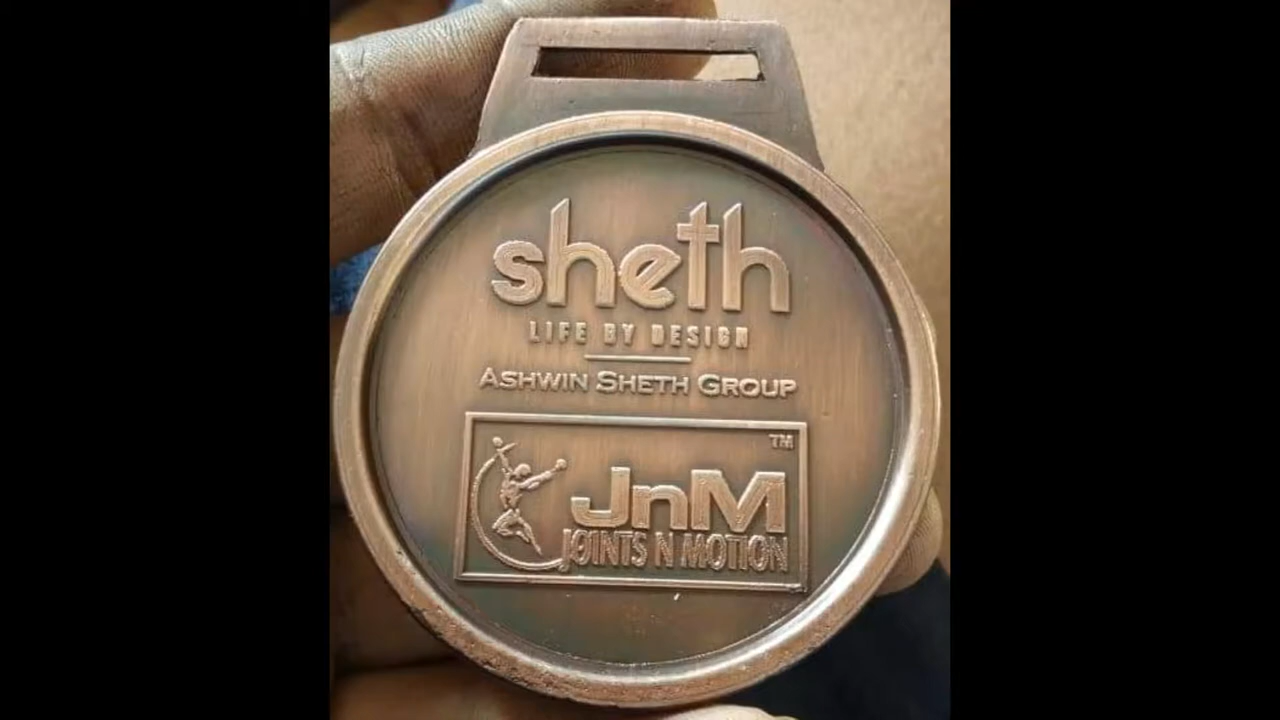 sheth
LIFE BY DESIGN
ASHWIN SHETH GROUP
TM
JnM
JOINTS N MOTION